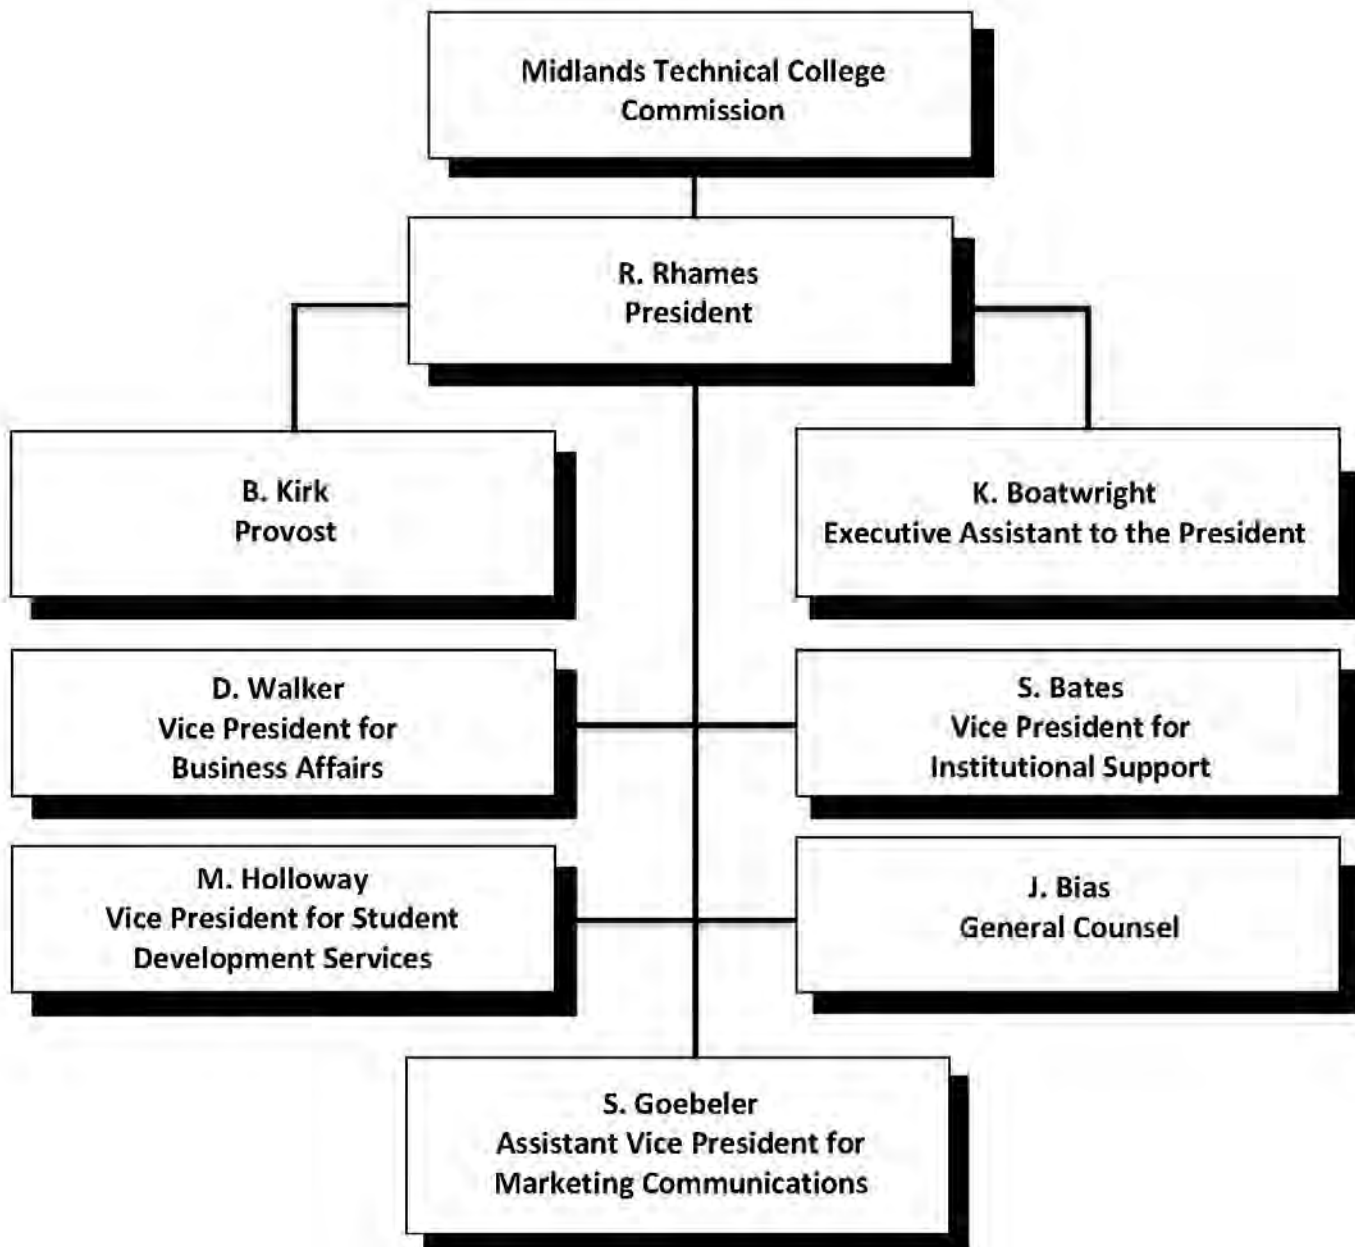 Midlands Technical College
Commission
R. Rhames
President
B. Kirk
Provost
K. Boatwright
Executive Assistant to the President
D. Walker
Vice President for
Business Affairs
S. Bates
Vice President for
Institutional Support
M. Holloway
Vice President for Student
Development Services
J. Bias
General Counsel
S. Goebeler
Assistant Vice President for
Marketing Communications